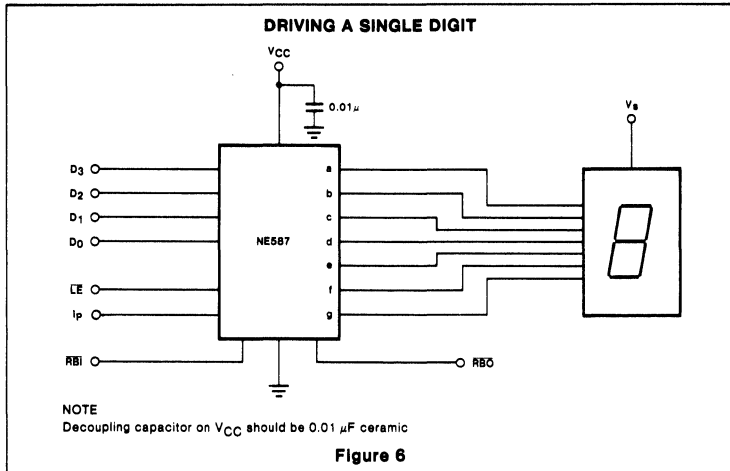 DRIVING A SINGLE DIGIT
VCC
0.01μ
Vs
D3
D2
D1
D0
LE
Ip
RBI
NE587
a
b
c
d
e
f
g
RBO
NOTE
Decoupling capacitor on VCC should be 0.01 μF ceramic
Figure 6